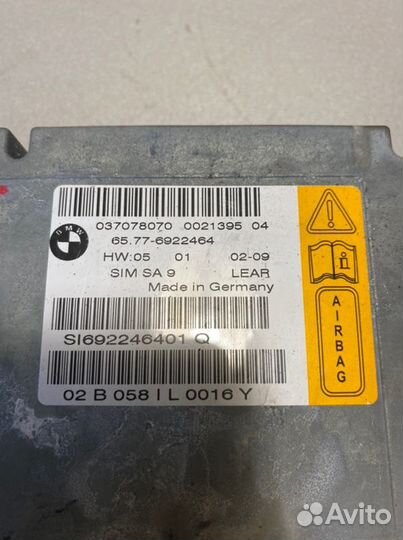 BMW
037078070 0021395 04
65.77-6922464
HW:05 01 02-09
SIM SA 9 LEAR
Made in Germany
SI692246401 Q
02 B 058 I L 0016 Y
AIRBAG
Avito